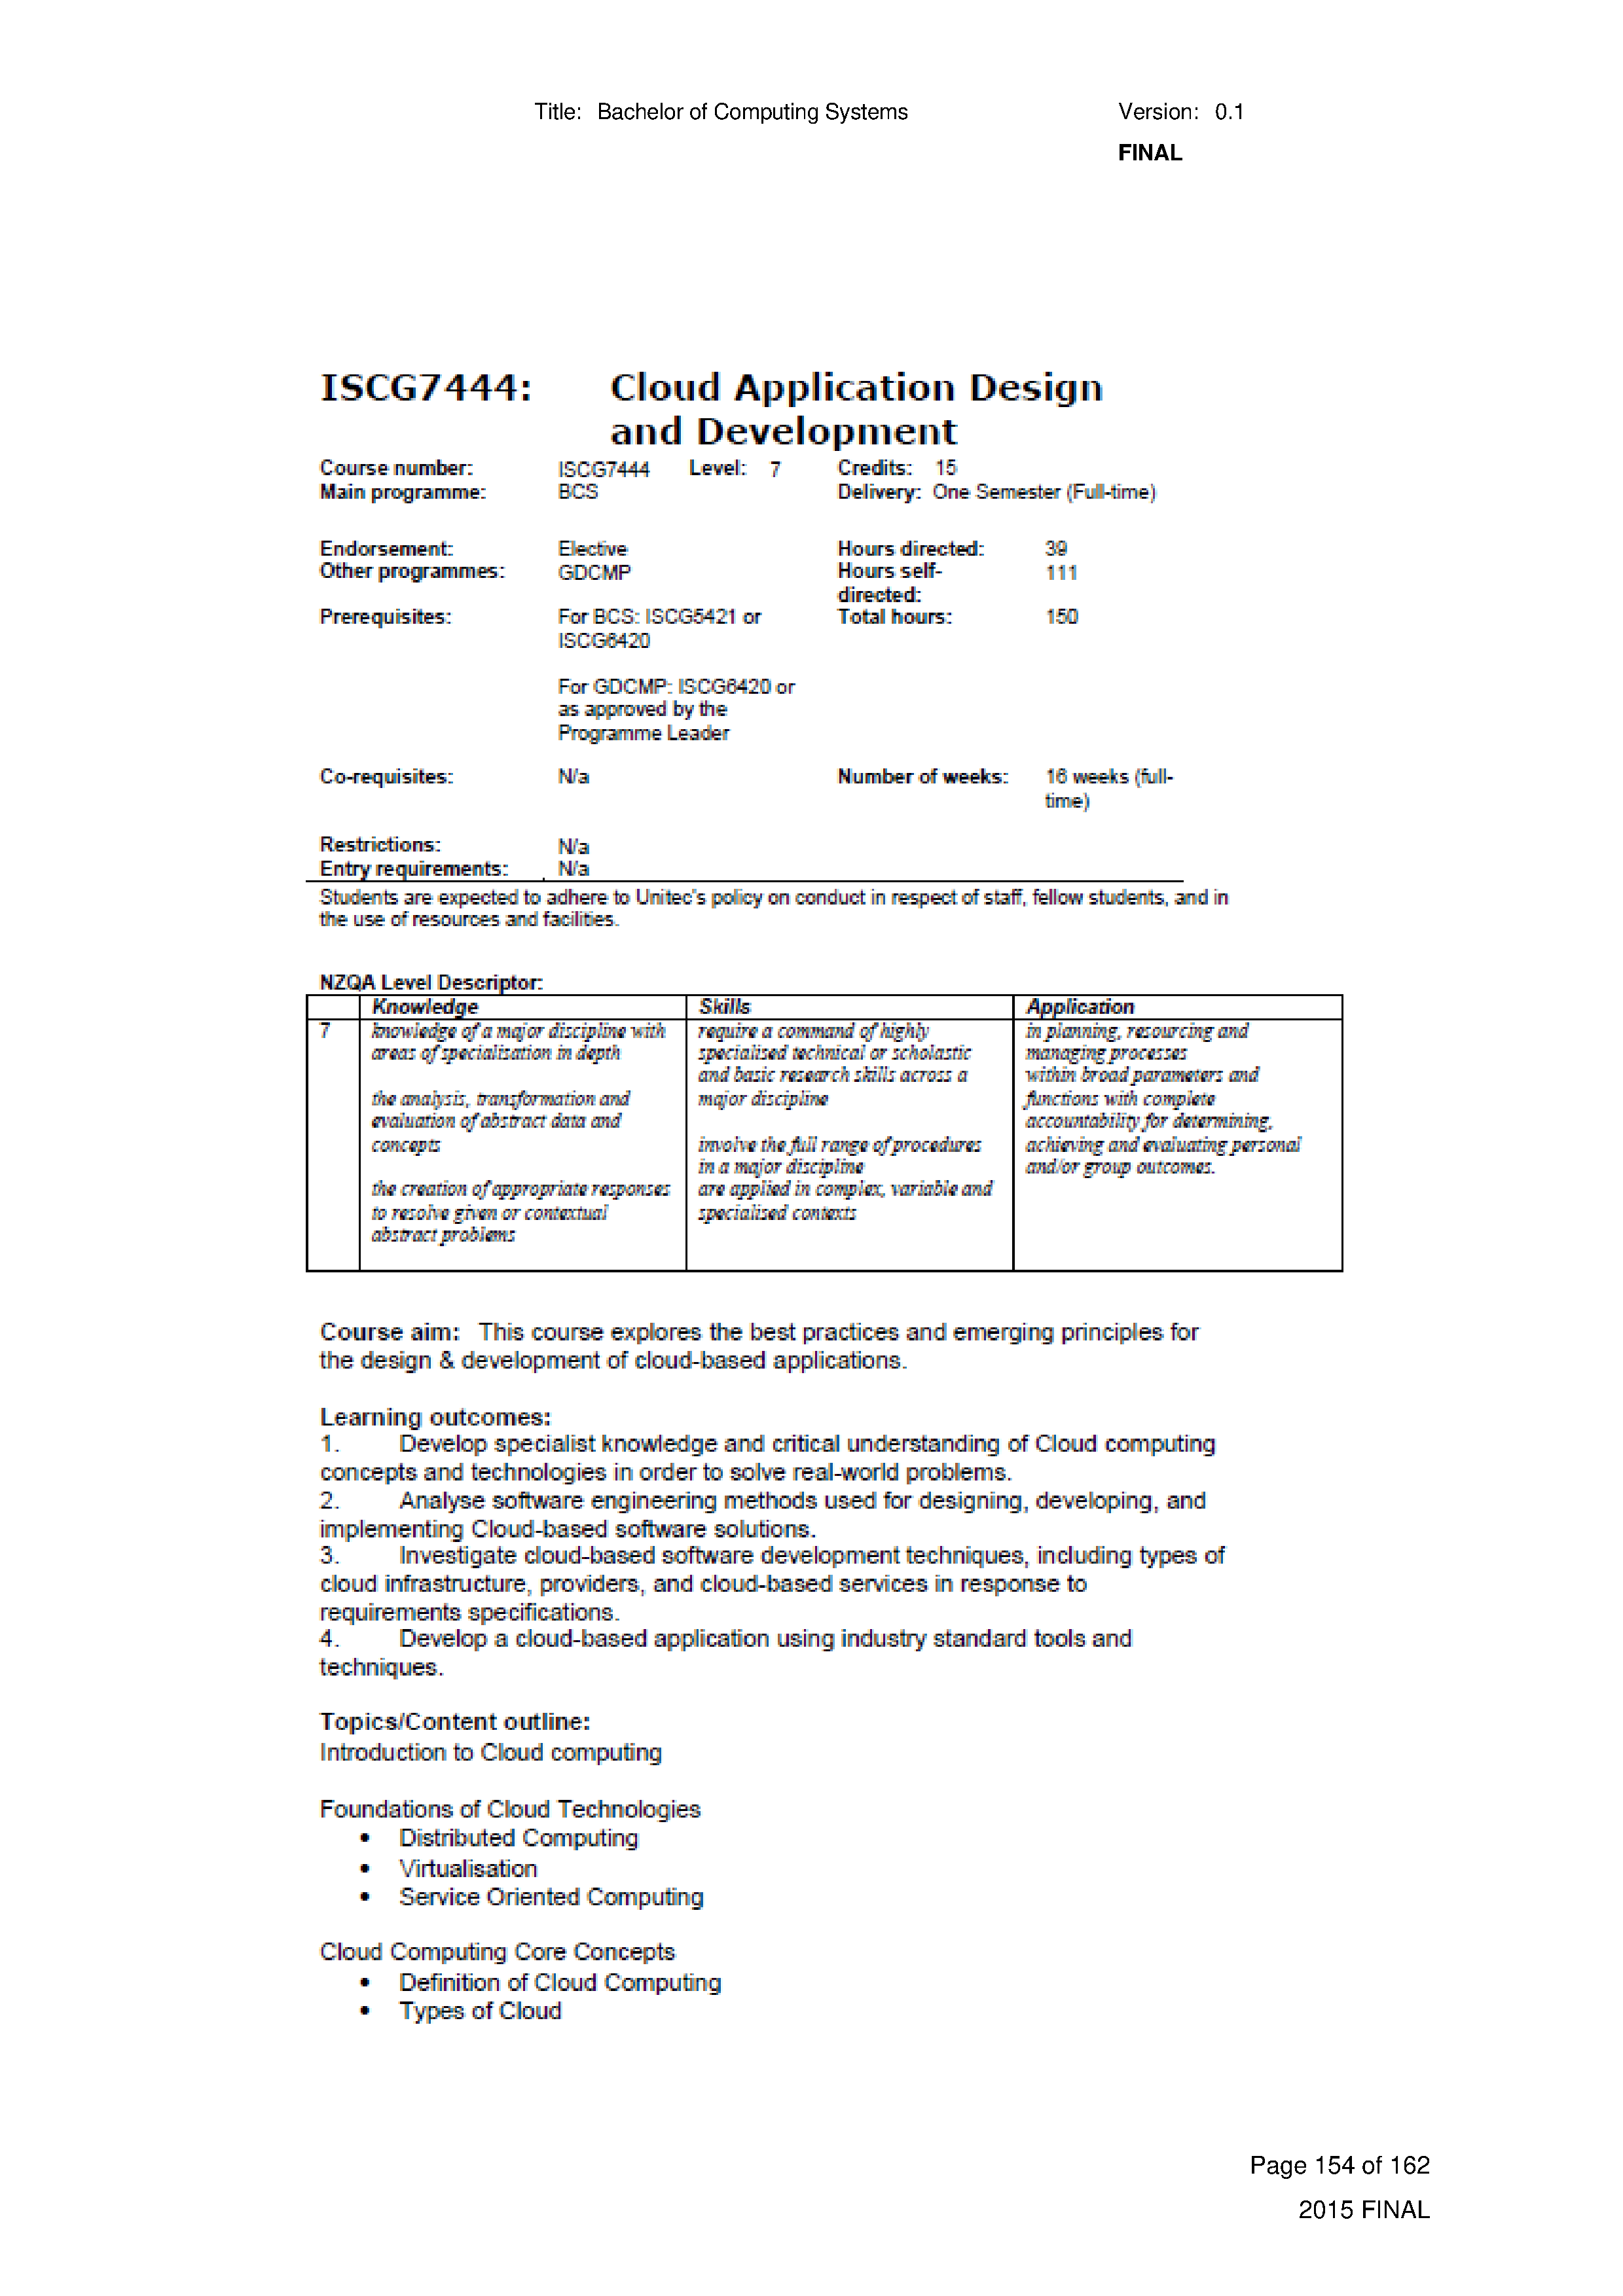 Title: Bachelor of Computing Systems Version: 0.1
FINAL
ISCG7444: Cloud Application Design
and Development
Course number: ISCG7444 Level: 7 Credits: 15
Main programme: BCS Delivery: One Semester (Full-time)
Endorsement: Elective Hours directed: 39
Other programmes: GDCMP Hours self- 111
directed:
Prerequisites: For BCS: ISCG5421 or Total hours: 150
ISCG6420
For GDCMP: ISCG6420 or
as approved by the
Programme Leader
Co-requisites: N/a Number of weeks: 16 weeks (full-
time)
Restrictions: N/a
Entry requirements: N/a
Students are expected to adhere to Unitec's policy on conduct in respect of staff, fellow students, and in
the use of resources and facilities.
NZQA Level Descriptor:
Knowledge Skills Application
7 knowledge of a major discipline with require a command of highly in planning, resourcing and
areas of specialisation in depth specialised technical or scholastic managing processes
and basic research skills across a within broad parameters and
the analysis, transformation and major discipline functions with complete
evaluation of abstract data and accountability for determining,
concepts involve the full range of procedures achieving and evaluating personal
in a major discipline and/or group outcomes.
the creation of appropriate responses are applied in complex, variable and
to resolve given or contextual specialised contexts
abstract problems
Course aim: This course explores the best practices and emerging principles for
the design & development of cloud-based applications.
Learning outcomes:
1. Develop specialist knowledge and critical understanding of Cloud computing
concepts and technologies in order to solve real-world problems.
2. Analyse software engineering methods used for designing, developing, and
implementing Cloud-based software solutions.
3. Investigate cloud-based software development techniques, including types of
cloud infrastructure, providers, and cloud-based services in response to
requirements specifications.
4. Develop a cloud-based application using industry standard tools and
techniques.
Topics/Content outline:
Introduction to Cloud computing
Foundations of Cloud Technologies
• Distributed Computing
• Virtualisation
• Service Oriented Computing
Cloud Computing Core Concepts
• Definition of Cloud Computing
• Types of Cloud
Page 154 of 162
2015 FINAL